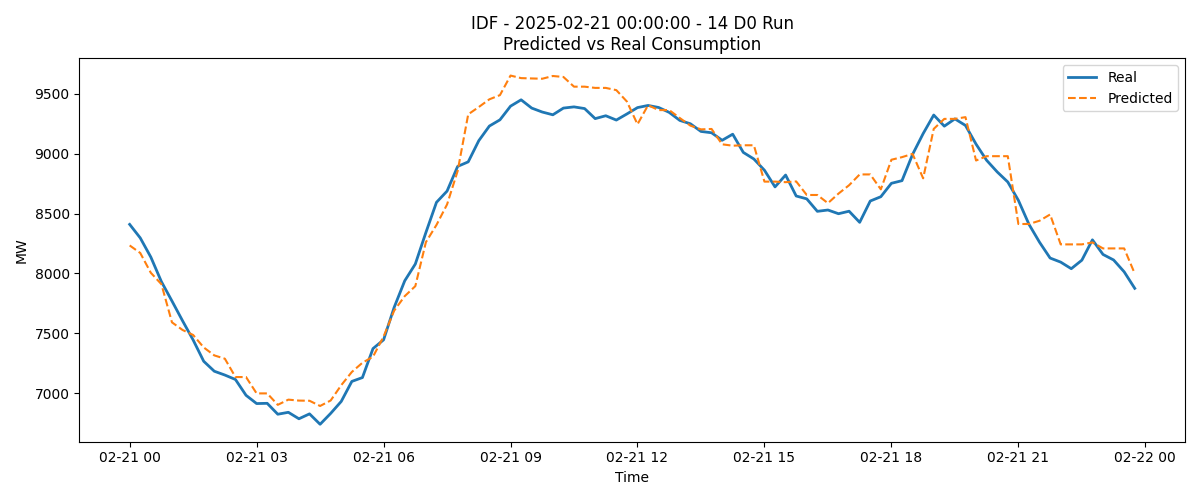 IDF - 2025-02-21 00:00:00 - 14 D0 Run
Predicted vs Real Consumption
Real
Predicted
MW
9500
9000
8500
8000
7500
7000
02-21 00
02-21 03
02-21 06
02-21 09
02-21 12
02-21 15
02-21 18
02-21 21
02-22 00
Time